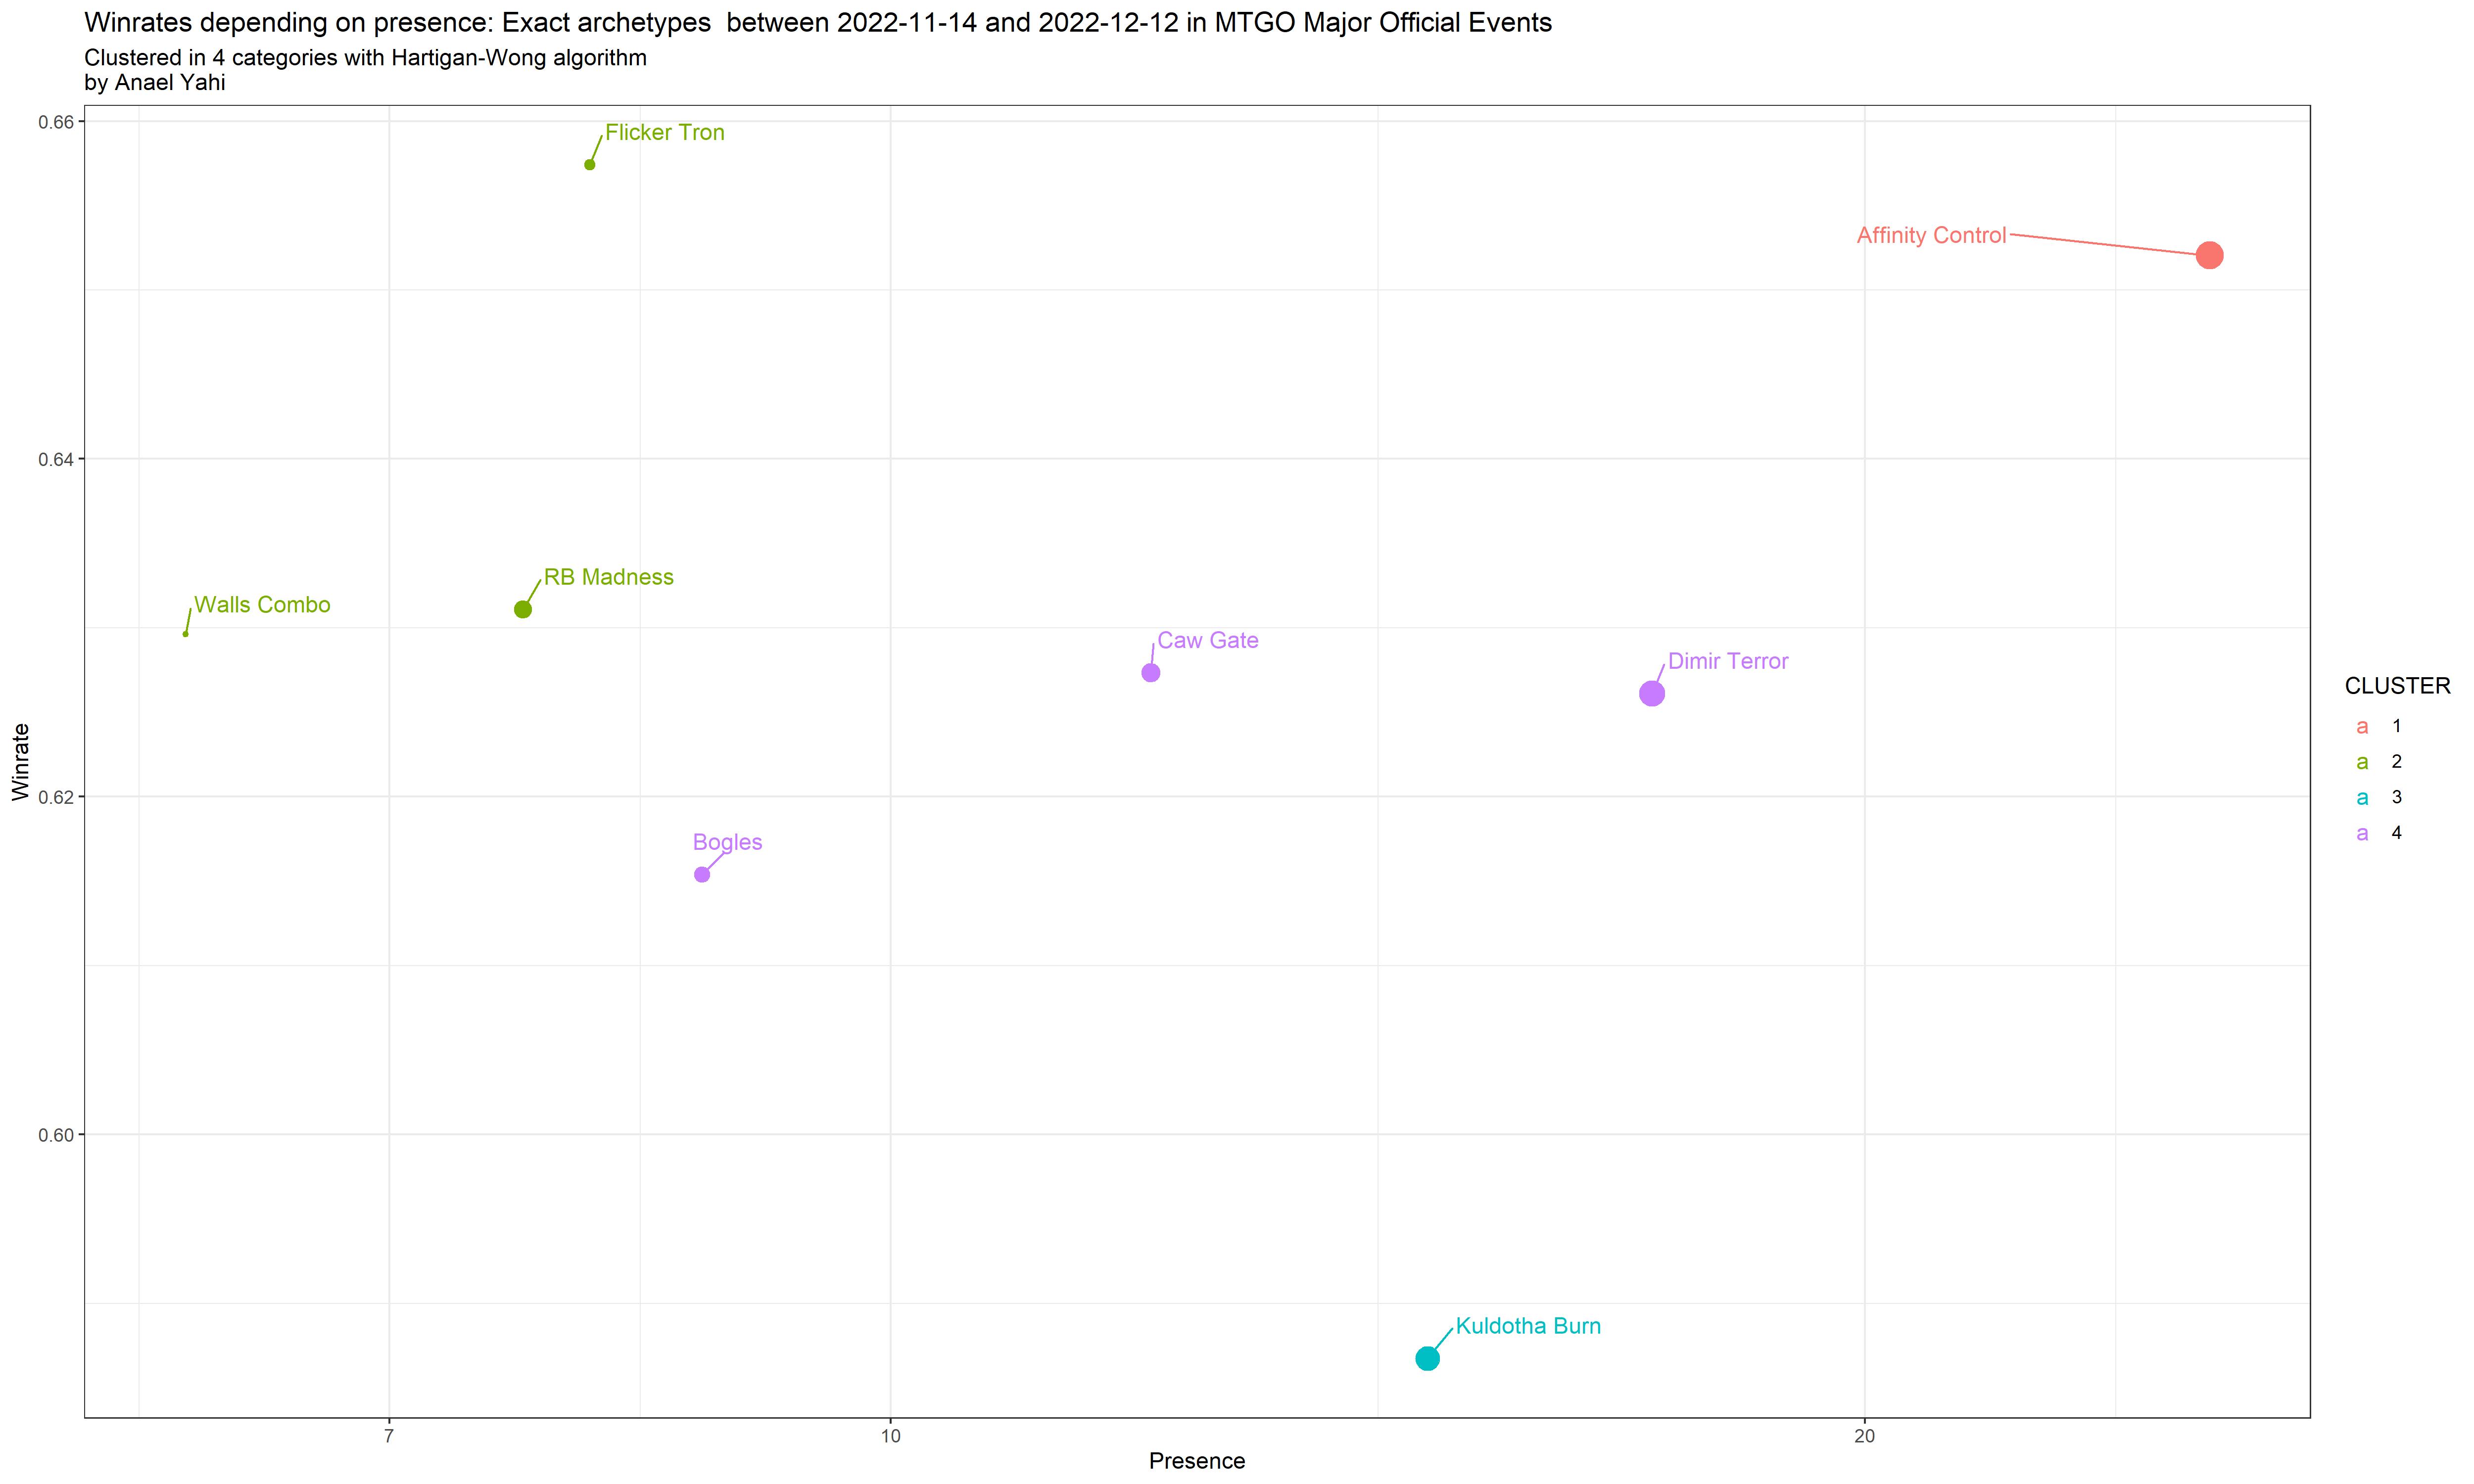 Winrates depending on presence: Exact archetypes  between 2022-11-14 and 2022-12-12 in MTGO Major Official Events
Clustered in 4 categories with Hartigan-Wong algorithm
by Anael Yahi
0.66
Flicker Tron
Affinity Control
0.64
RB Madness
Walls Combo
Caw Gate
Dimir Terror
CLUSTER
a 1
a 2
a 3
a 4
Winrate
0.62
Bogles
0.60
Kuldotha Burn
7
10
20
Presence